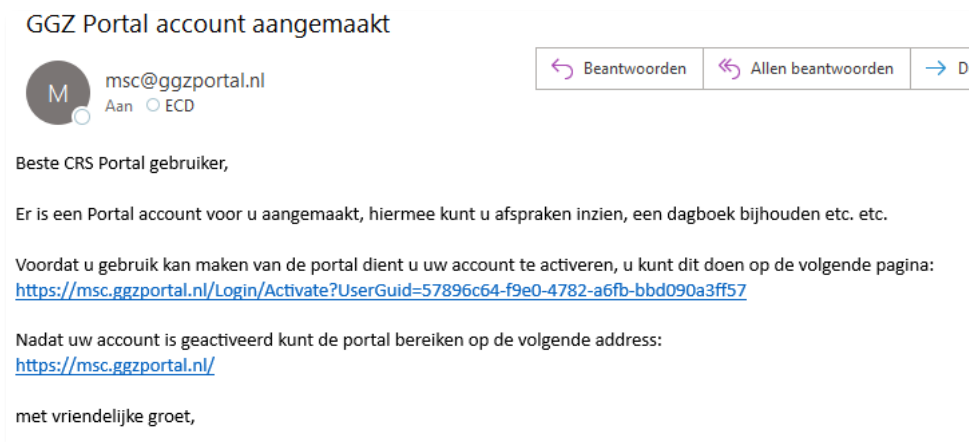 GGZ Portal account aangemaakt
M
msc@ggzportal.nl
Aan ECD
Beantwoorden
Allen beantwoorden
D
Beste CRS Portal gebruiker,
Er is een Portal account voor u aangemaakt, hiermee kunt u afspraken inzien, een dagboek bijhouden etc. etc.
Voordat u gebruik kan maken van de portal dient u uw account te activeren, u kunt dit doen op de volgende pagina:
https://msc.ggzportal.nl/Login/Activate?UserGuid=57896c64-f9e0-4782-a6fb-bbd090a3ff57
Nadat uw account is geactiveerd kunt de portal bereiken op de volgende address:
https://msc.ggzportal.nl/
met vriendelijke groet,